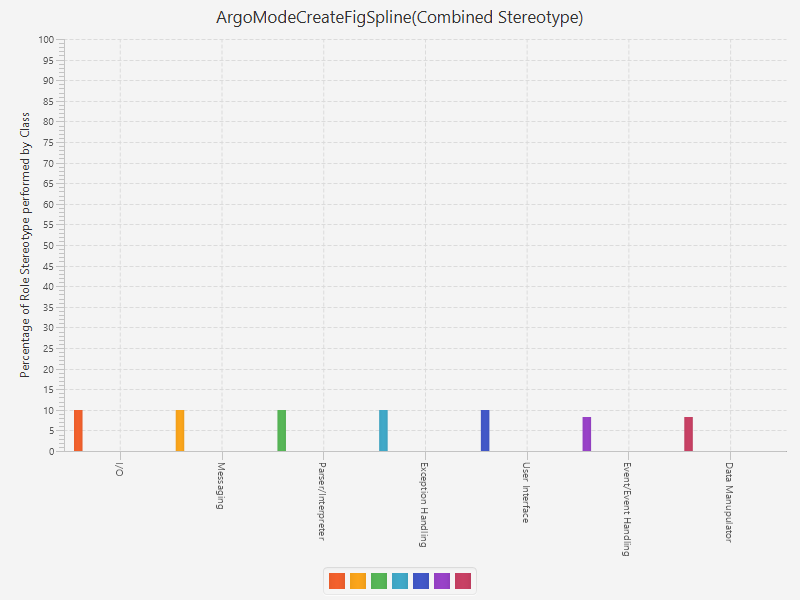 ArgoModeCreateFigSpline(Combined Stereotype)
Percentage of Role Stereotype performed by Class
100
95
90
85
80
75
70
65
60
55
50
45
40
35
30
25
20
15
10
5
0
I/O
Messaging
Parser/Interpreter
Exception Handling
User Interface
Event/Event Handling
Data Manupulator